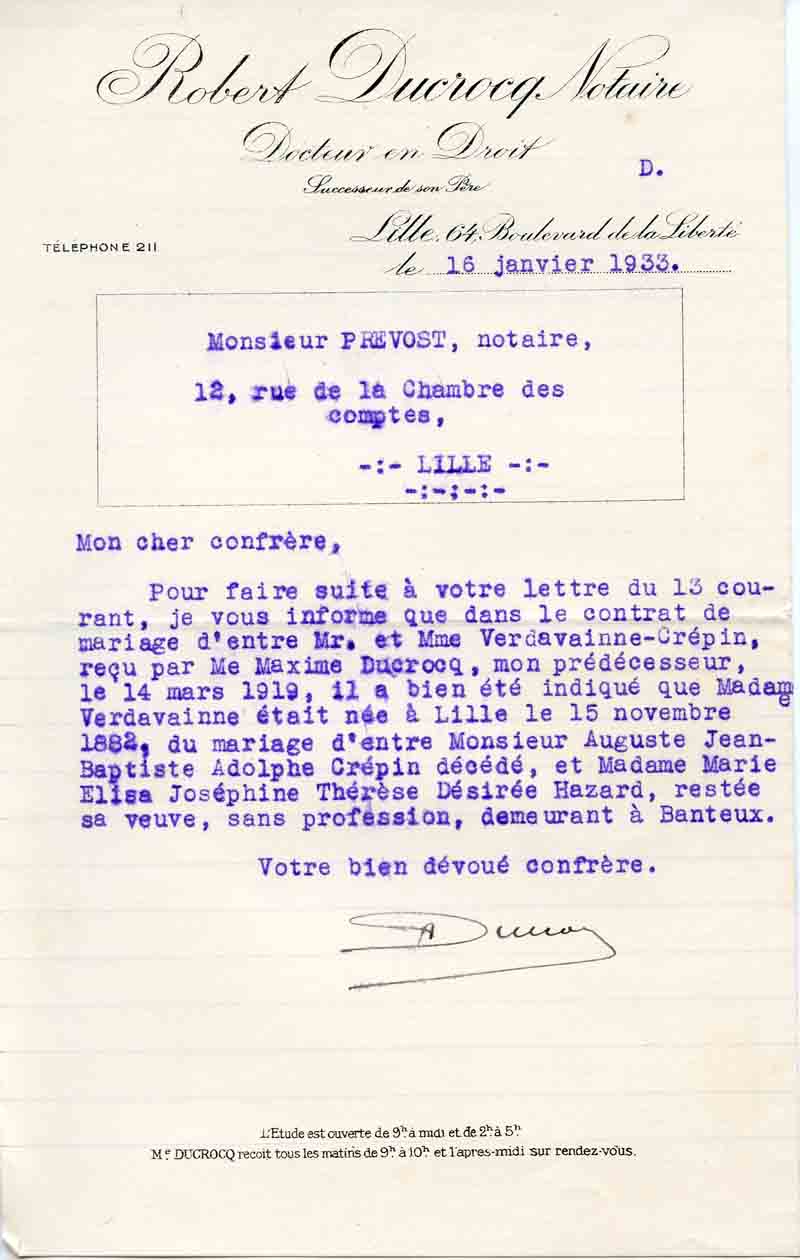 Robert Ducrocq Notaire
Docteur en Droit
D.
Successeur de son Père
Lille, 64, Boulevard de la Liberté
TÉLÉPHONE 211
le 16 janvier 1933.
Monsieur PREVOST, notaire,
12, rue de la Chambre des
comptes,
-:- LILLE -:-
-:-;-:-
Mon cher confrère,
Pour faire suite à votre lettre du 13 cou-
rant, je vous informe que dans le contrat de
mariage d'entre Mr. et Mme Verdavainne-Crépin,
reçu par Me Maxime Ducrocq, mon prédécesseur,
le 14 mars 1919, il a bien été indiqué que Madame
Verdavainne était née à Lille le 15 novembre
1882, du mariage d'entre Monsieur Auguste Jean-
Baptiste Adolphe Crépin décédé, et Madame Marie
Elisa Joséphine Thérèse Désirée Hazard, restée
sa veuve, sans profession, demeurant à Banteux.
Votre bien dévoué confrère.
Ducrocq
L'Etude est ouverte de 9h. à midi et de 2h. à 5h.
Me DUCROCQ recoit tous les matins de 9h. à 10h. et l'apres-midi sur rendez-vous.